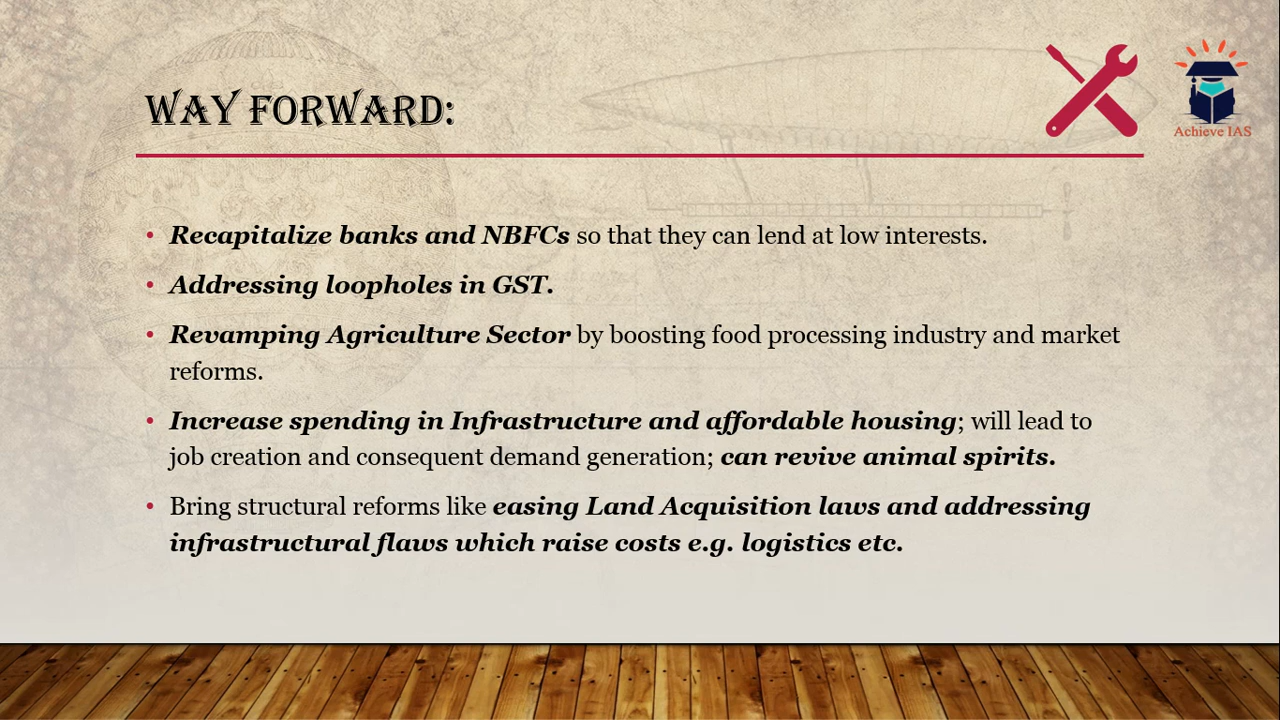 WAY FORWARD:
Achieve IAS
• Recapitalize banks and NBFCs so that they can lend at low interests.
• Addressing loopholes in GST.
• Revamping Agriculture Sector by boosting food processing industry and market
reforms.
• Increase spending in Infrastructure and affordable housing; will lead to
job creation and consequent demand generation; can revive animal spirits.
• Bring structural reforms like easing Land Acquisition laws and addressing
infrastructural flaws which raise costs e.g. logistics etc.